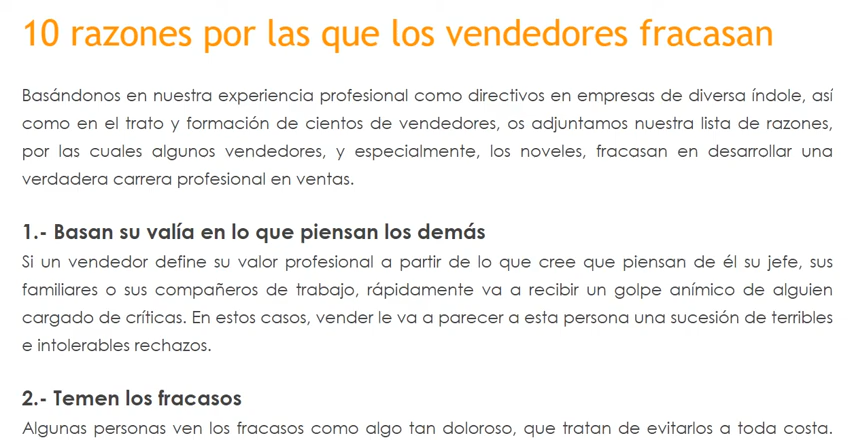 10 razones por las que los vendedores fracasan
Basándonos en nuestra experiencia profesional como directivos en empresas de diversa índole, así
como en el trato y formación de cientos de vendedores, os adjuntamos nuestra lista de razones,
por las cuales algunos vendedores, y especialmente, los noveles, fracasan en desarrollar una
verdadera carrera profesional en ventas.
1.- Basan su valía en lo que piensan los demás
Si un vendedor define su valor profesional a partir de lo que cree que piensan de él su jefe, sus
familiares o sus compañeros de trabajo, rápidamente va a recibir un golpe anímico de alguien
cargado de críticas. En estos casos, vender le va a parecer a esta persona una sucesión de terribles
e intolerables rechazos.
2.- Temen los fracasos
Algunas personas ven los fracasos como algo tan doloroso, que tratan de evitarlos a toda costa.